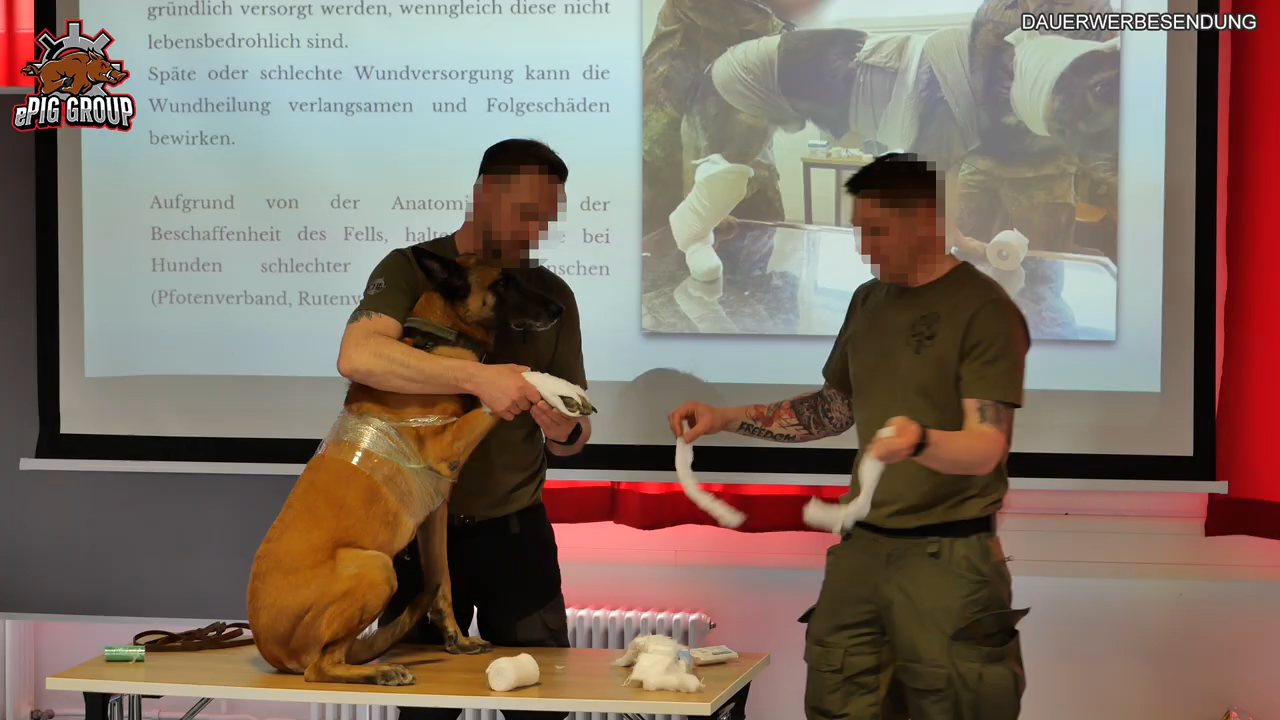 DAUERWERBESENDUNG
ePIG GROUP
gründlich versorgt werden, wenngleich diese nicht
lebensbedrohlich sind.
Späte oder schlechte Wundversorgung kann die
Wundheilung verlangsamen und Folgeschäden
bewirken.
Aufgrund von der Anatomi der
Beschaffenheit des Fells, halte e bei
Hunden schlechter nschen
(Pfotenverband, Rutenv
FREEDOM